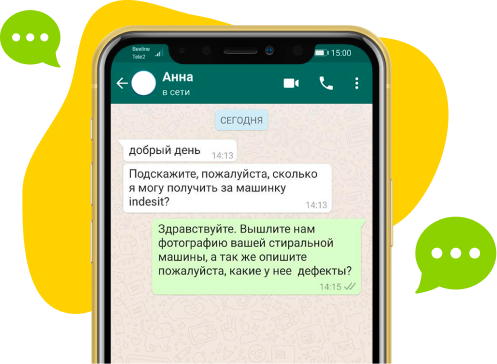 Beeline
Tele2
15:00
Анна
в сети
СЕГОДНЯ
добрый день
14:13
Подскажите, пожалуйста, сколько
я могу получить за машинку
indesit?
14:13
Здравствуйте. Вышлите нам
фотографию вашей стиральной
машины, а так же опишите
пожалуйста, какие у нее дефекты?
14:15